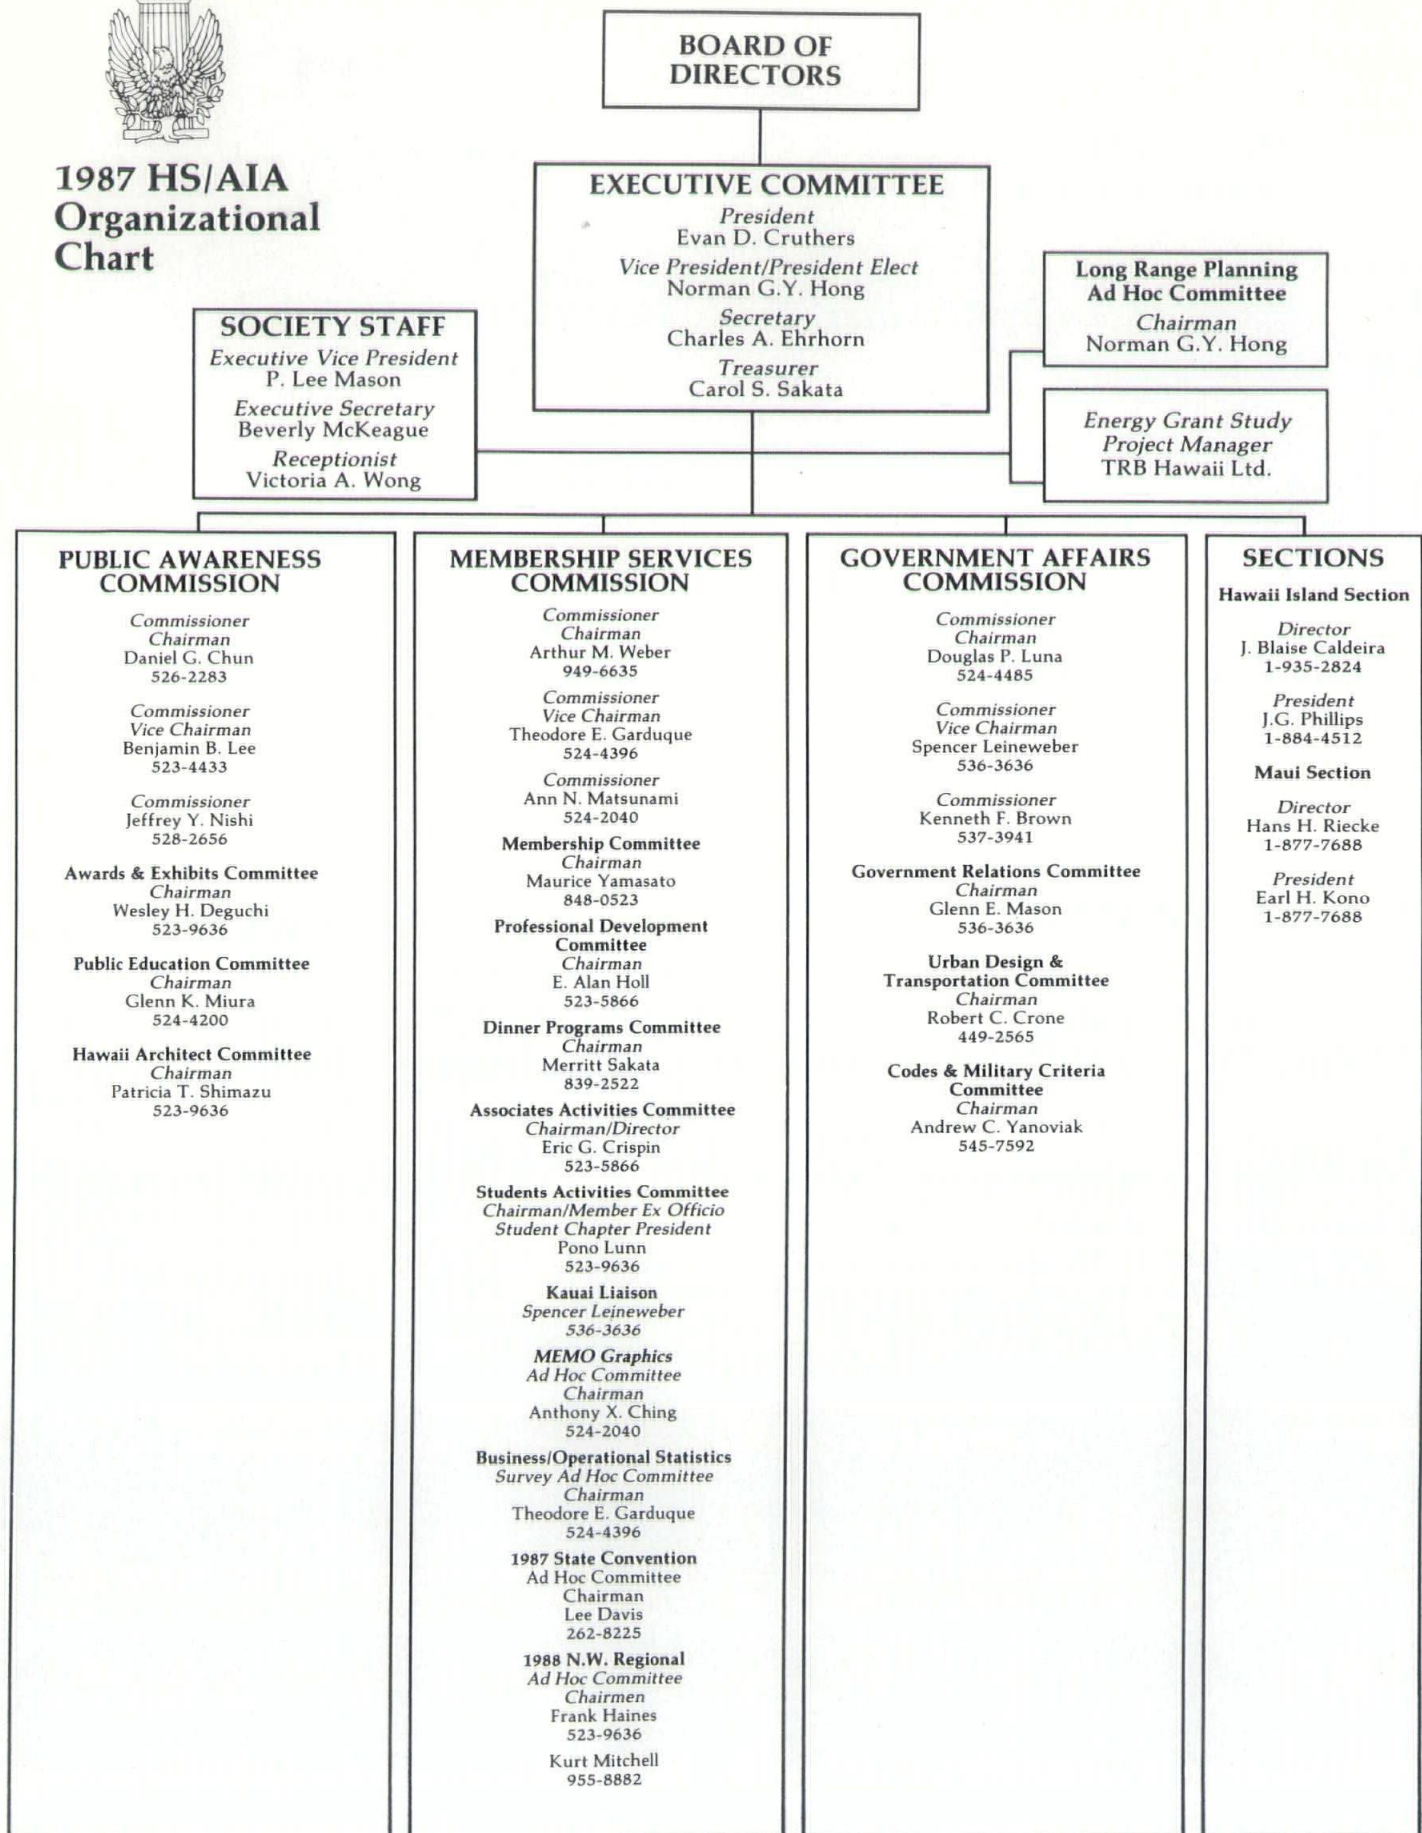 1987 HS/AIA
Organizational
Chart
BOARD OF
DIRECTORS
EXECUTIVE COMMITTEE
President
Evan D. Cruthers
Vice President/President Elect
Norman G.Y. Hong
Secretary
Charles A. Ehrhorn
Treasurer
Carol S. Sakata
SOCIETY STAFF
Executive Vice President
P. Lee Mason
Executive Secretary
Beverly McKeague
Receptionist
Victoria A. Wong
Long Range Planning
Ad Hoc Committee
Chairman
Norman G.Y. Hong
Energy Grant Study
Project Manager
TRB Hawaii Ltd.
PUBLIC AWARENESS
COMMISSION
Commissioner
Chairman
Daniel G. Chun
526-2283
Commissioner
Vice Chairman
Benjamin B. Lee
523-4433
Commissioner
Jeffrey Y. Nishi
528-2656
Awards & Exhibits Committee
Chairman
Wesley H. Deguchi
523-9636
Public Education Committee
Chairman
Glenn K. Miura
524-4200
Hawaii Architect Committee
Chairman
Patricia T. Shimazu
523-9636
MEMBERSHIP SERVICES
COMMISSION
Commissioner
Chairman
Arthur M. Weber
949-6635
Commissioner
Vice Chairman
Theodore E. Garduque
524-4396
Commissioner
Ann N. Matsunami
524-2040
Membership Committee
Chairman
Maurice Yamasato
848-0523
Professional Development
Committee
Chairman
E. Alan Holl
523-5866
Dinner Programs Committee
Chairman
Merritt Sakata
839-2522
Associates Activities Committee
Chairman/Director
Eric G. Crispin
523-5866
Students Activities Committee
Chairman/Member Ex Officio
Student Chapter President
Pono Lunn
523-9636
Kauai Liaison
Spencer Leineweber
536-3636
MEMO Graphics
Ad Hoc Committee
Chairman
Anthony X. Ching
524-2040
Business/Operational Statistics
Survey Ad Hoc Committee
Chairman
Theodore E. Garduque
524-4396
1987 State Convention
Ad Hoc Committee
Chairman
Lee Davis
262-8225
1988 N.W. Regional
Ad Hoc Committee
Chairmen
Frank Haines
523-9636
Kurt Mitchell
955-8882
GOVERNMENT AFFAIRS
COMMISSION
Commissioner
Chairman
Douglas P. Luna
524-4485
Commissioner
Vice Chairman
Spencer Leineweber
536-3636
Commissioner
Kenneth F. Brown
537-3941
Government Relations Committee
Chairman
Glenn E. Mason
536-3636
Urban Design &
Transportation Committee
Chairman
Robert C. Crone
449-2565
Codes & Military Criteria
Committee
Chairman
Andrew C. Yanoviak
545-7592
SECTIONS
Hawaii Island Section
Director
J. Blaise Caldeira
1-935-2824
President
J.G. Phillips
1-884-4512
Maui Section
Director
Hans H. Riecke
1-877-7688
President
Earl H. Kono
1-877-7688